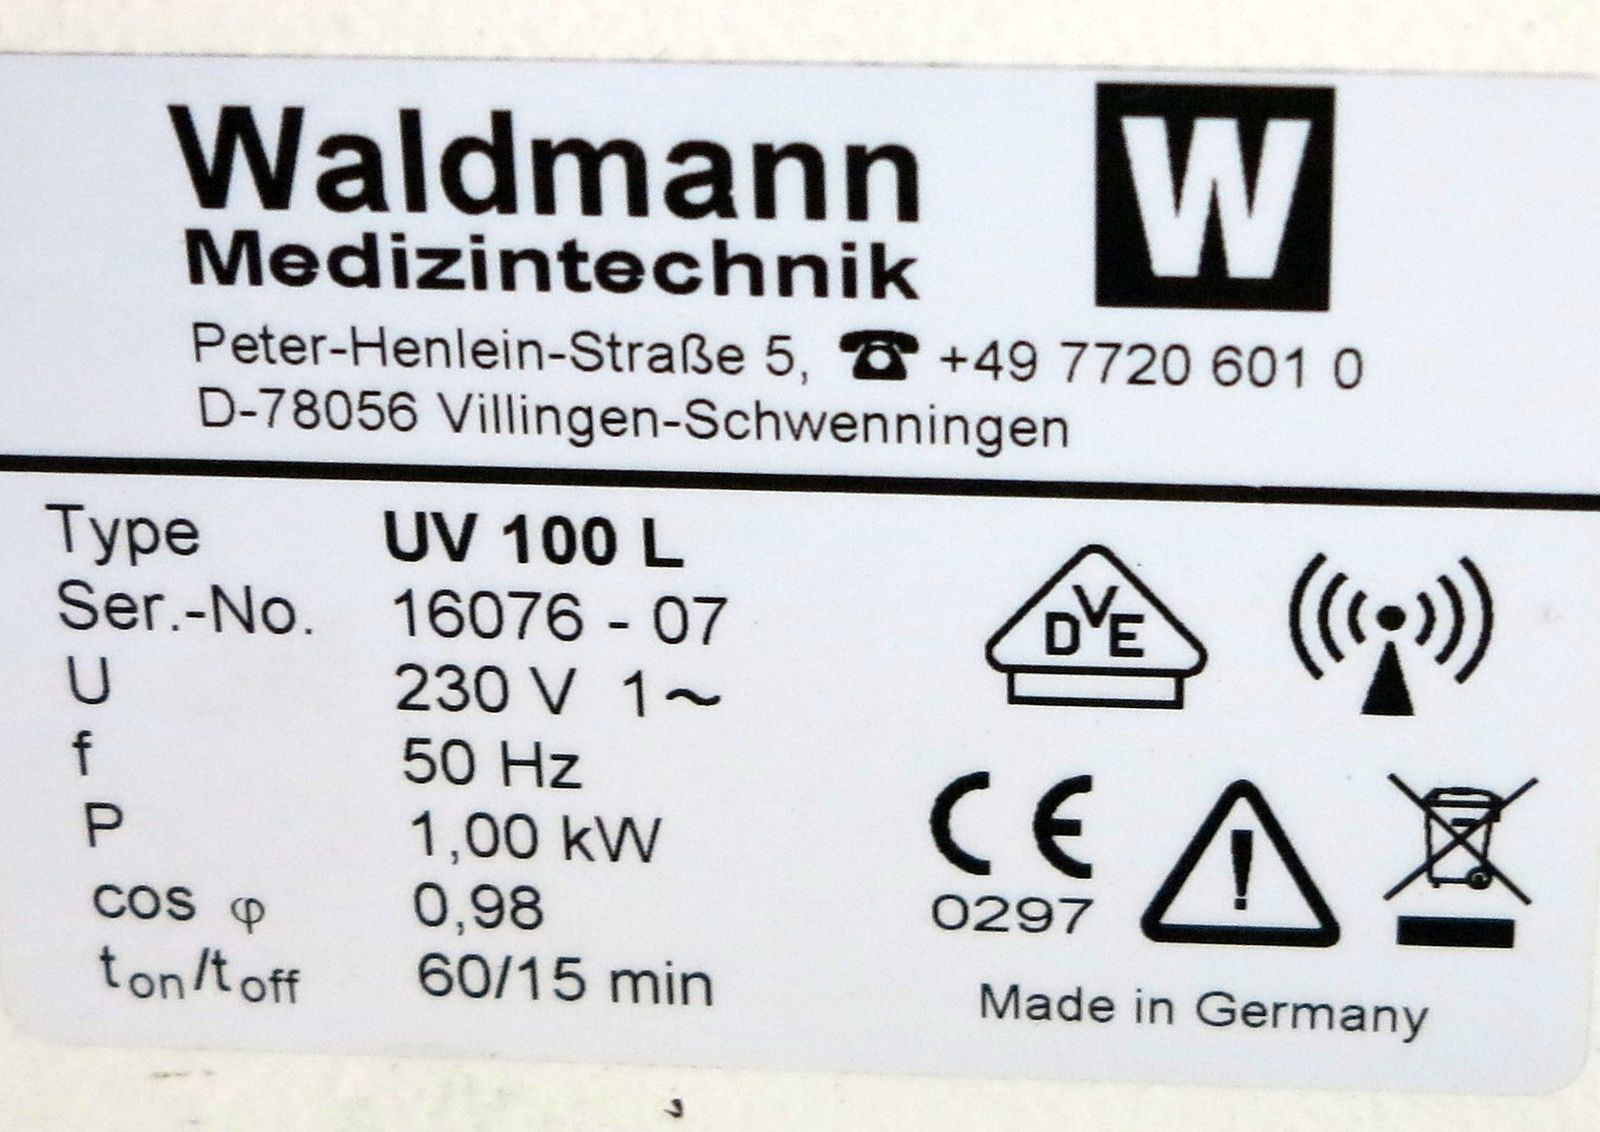 Waldmann
W
Medizintechnik
Peter-Henlein-Straße 5, ☎ +49 7720 601 0
D-78056 Villingen-Schwenningen
Type UV 100 L
Ser.-No. 16076 - 07
U 230 V 1~
f 50 Hz
P 1,00 kW
cos φ 0,98
ton/toff 60/15 min
DVE
CE
0297
!
Made in Germany